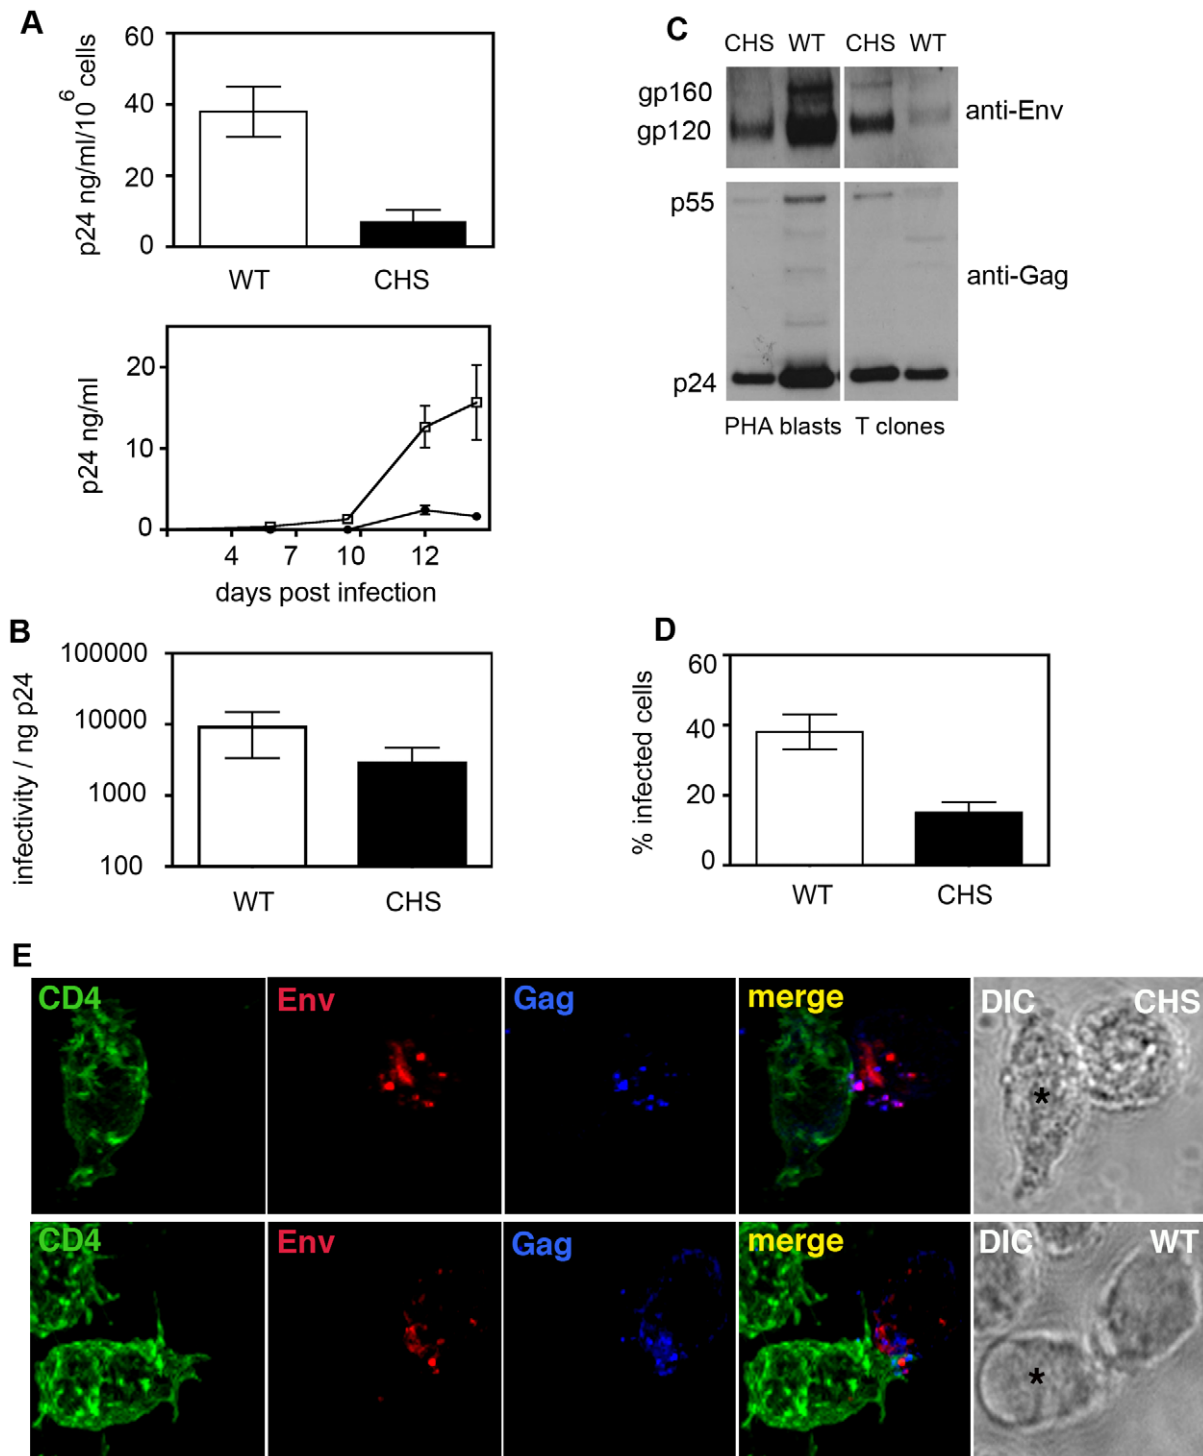 A
p24 ng/ml/10^6 cells
60
40
20
0
WT CHS
p24 ng/ml
20
10
0
4 7 10 12
days post infection
B
infectivity / ng p24
100000
10000
1000
100
WT CHS
C
CHS WT CHS WT
gp160
gp120
anti-Env
p55
anti-Gag
p24
PHA blasts T clones
D
% infected cells
60
40
20
0
WT CHS
E
CD4 Env Gag merge DIC CHS
*
CD4 Env Gag merge DIC WT
*